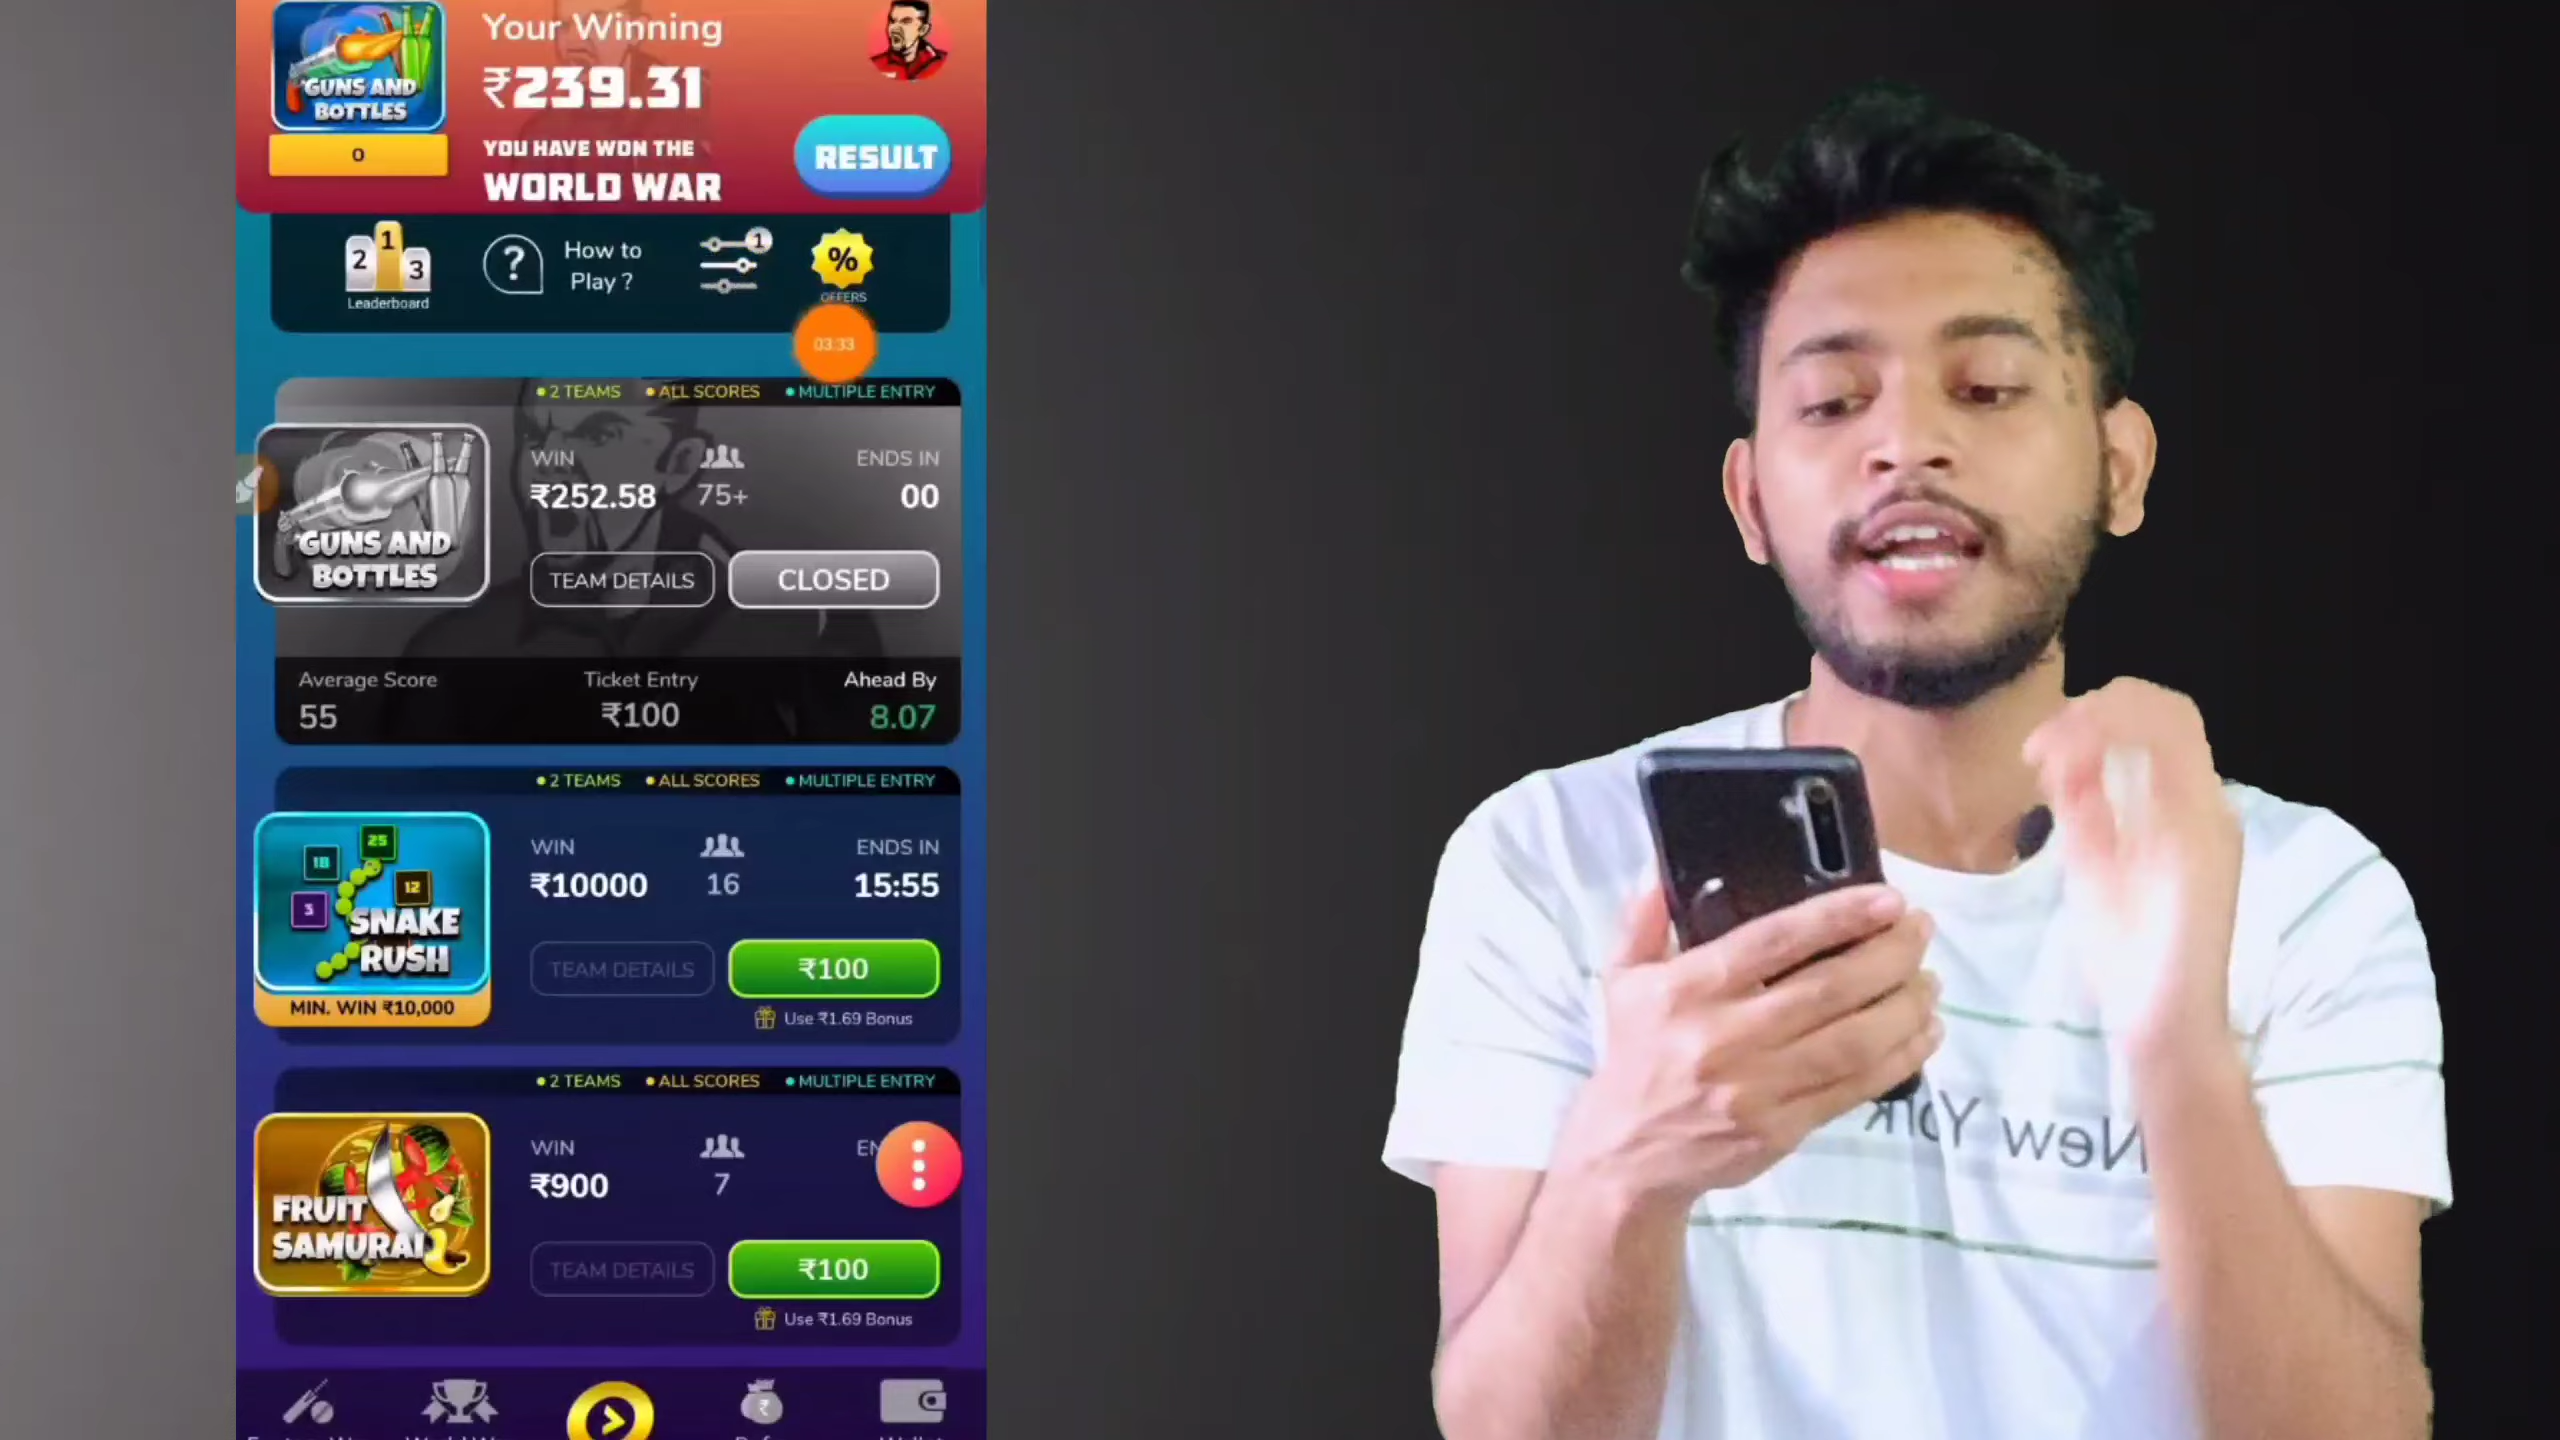 Your Winning
₹239.31
GUNS AND
BOTTLES
0
YOU HAVE WON THE
WORLD WAR
RESULT
2
1
3
Leaderboard
?
How to
Play ?
1
%
OFFERS
03:33
2 TEAMS ALL SCORES MULTIPLE ENTRY
GUNS AND
BOTTLES
WIN
₹252.58
75+
ENDS IN
00
TEAM DETAILS
CLOSED
Average Score
55
Ticket Entry
₹100
Ahead By
8.07
2 TEAMS ALL SCORES MULTIPLE ENTRY
25
18
12
3
SNAKE
RUSH
MIN. WIN ₹10,000
WIN
₹10000
16
ENDS IN
15:55
TEAM DETAILS
₹100
Use ₹1.69 Bonus
2 TEAMS ALL SCORES MULTIPLE ENTRY
FRUIT
SAMURAI
WIN
₹900
7
TEAM DETAILS
₹100
Use ₹1.69 Bonus
New York